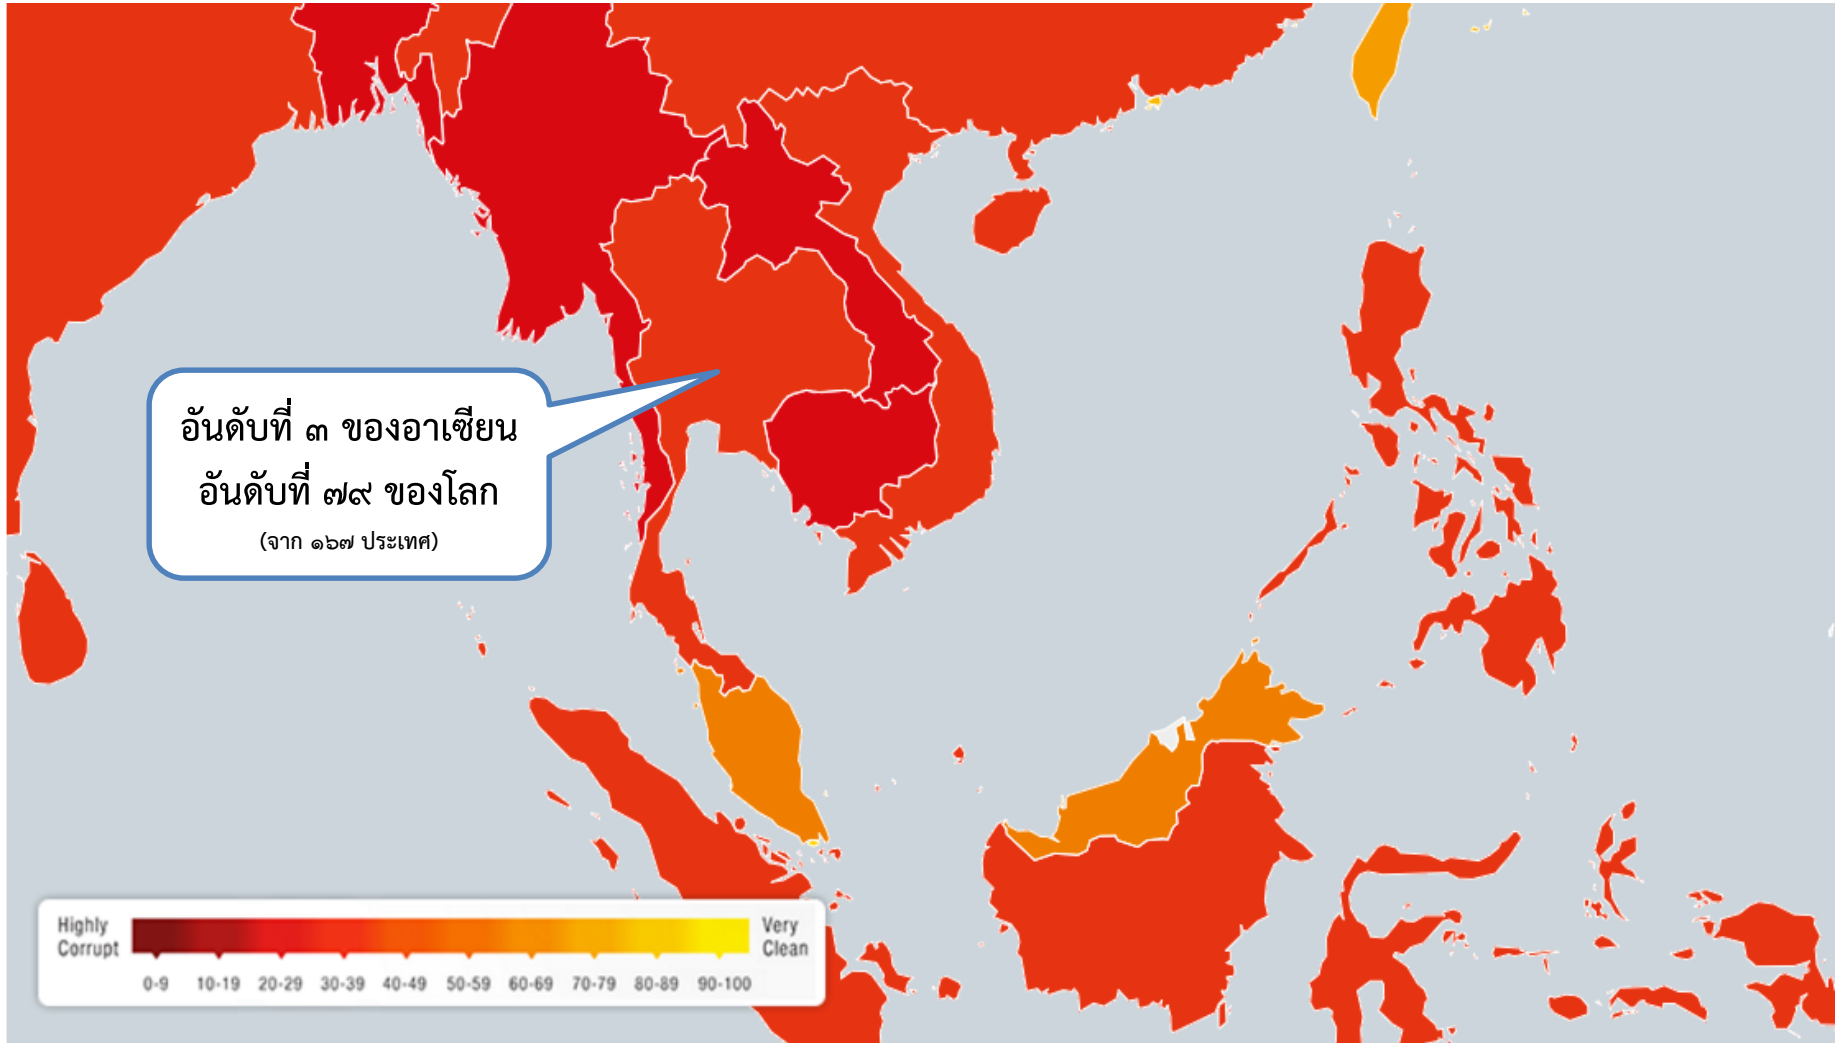 อันดับที่ ๓ ของอาเซียน
อันดับที่ ๗๙ ของโลก
(จาก ๑๖๗ ประเทศ)
Highly
Corrupt
Very
Clean
0-9 10-19 20-29 30-39 40-49 50-59 60-69 70-79 80-89 90-100